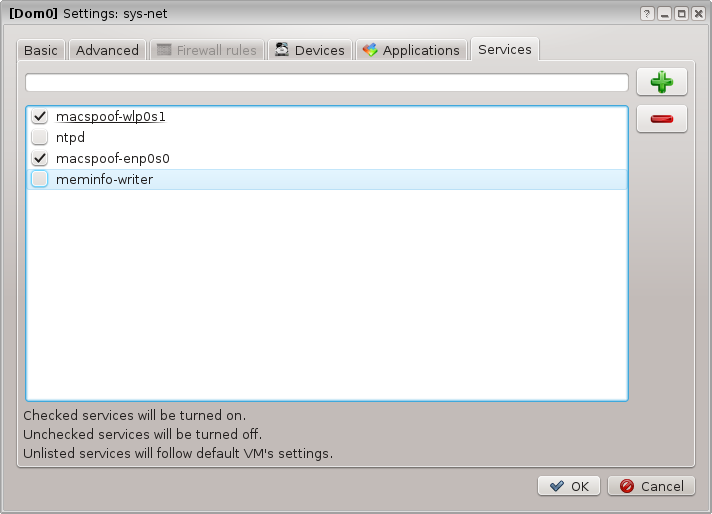 [Dom0] Settings: sys-net
Basic Advanced Firewall rules Devices Applications Services
macspoof-wlp0s1
ntpd
macspoof-enp0s0
meminfo-writer
Checked services will be turned on.
Unchecked services will be turned off.
Unlisted services will follow default VM's settings.
OK Cancel